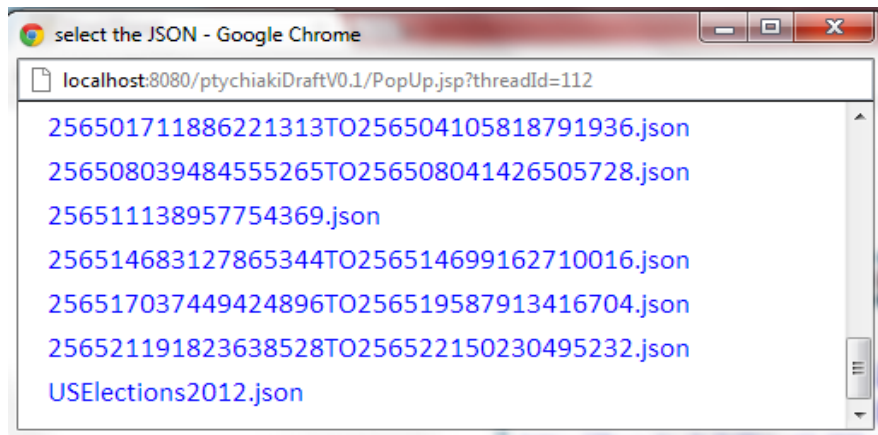 select the JSON - Google Chrome
localhost:8080/ptychiakiDraftV0.1/PopUp.jsp?threadId=112
256501711886221313TO256504105818791936.json
256508039484555265TO256508041426505728.json
256511138957754369.json
256514683127865344TO256514699162710016.json
256517037449424896TO256519587913416704.json
256521191823638528TO256522150230495232.json
USElections2012.json